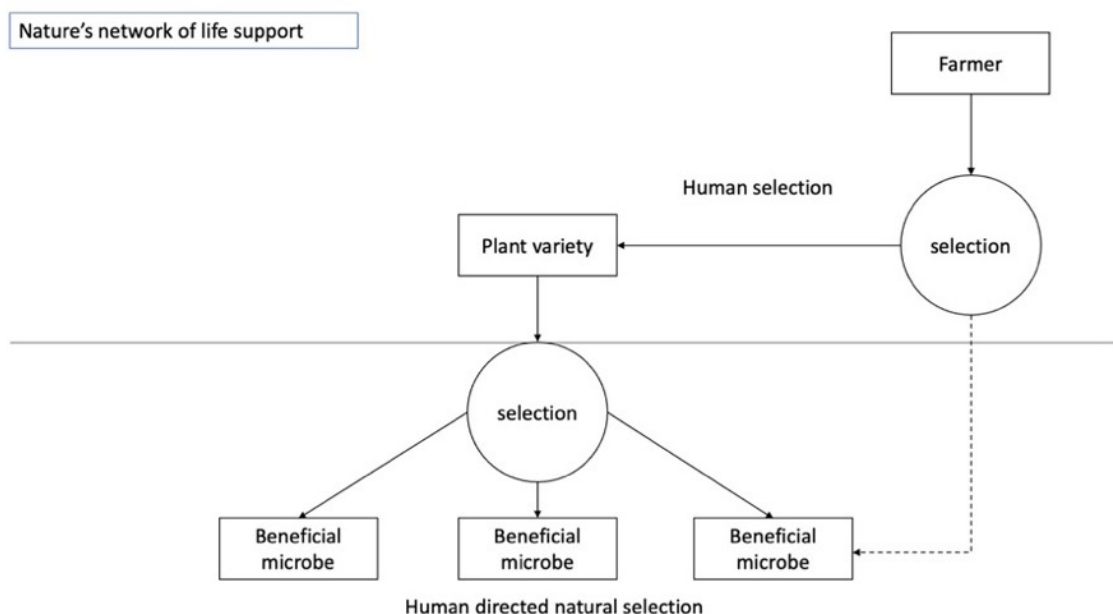 Nature's network of life support
Farmer
Human selection
Plant variety
selection
selection
Beneficial
microbe
Beneficial
microbe
Beneficial
microbe
Human directed natural selection